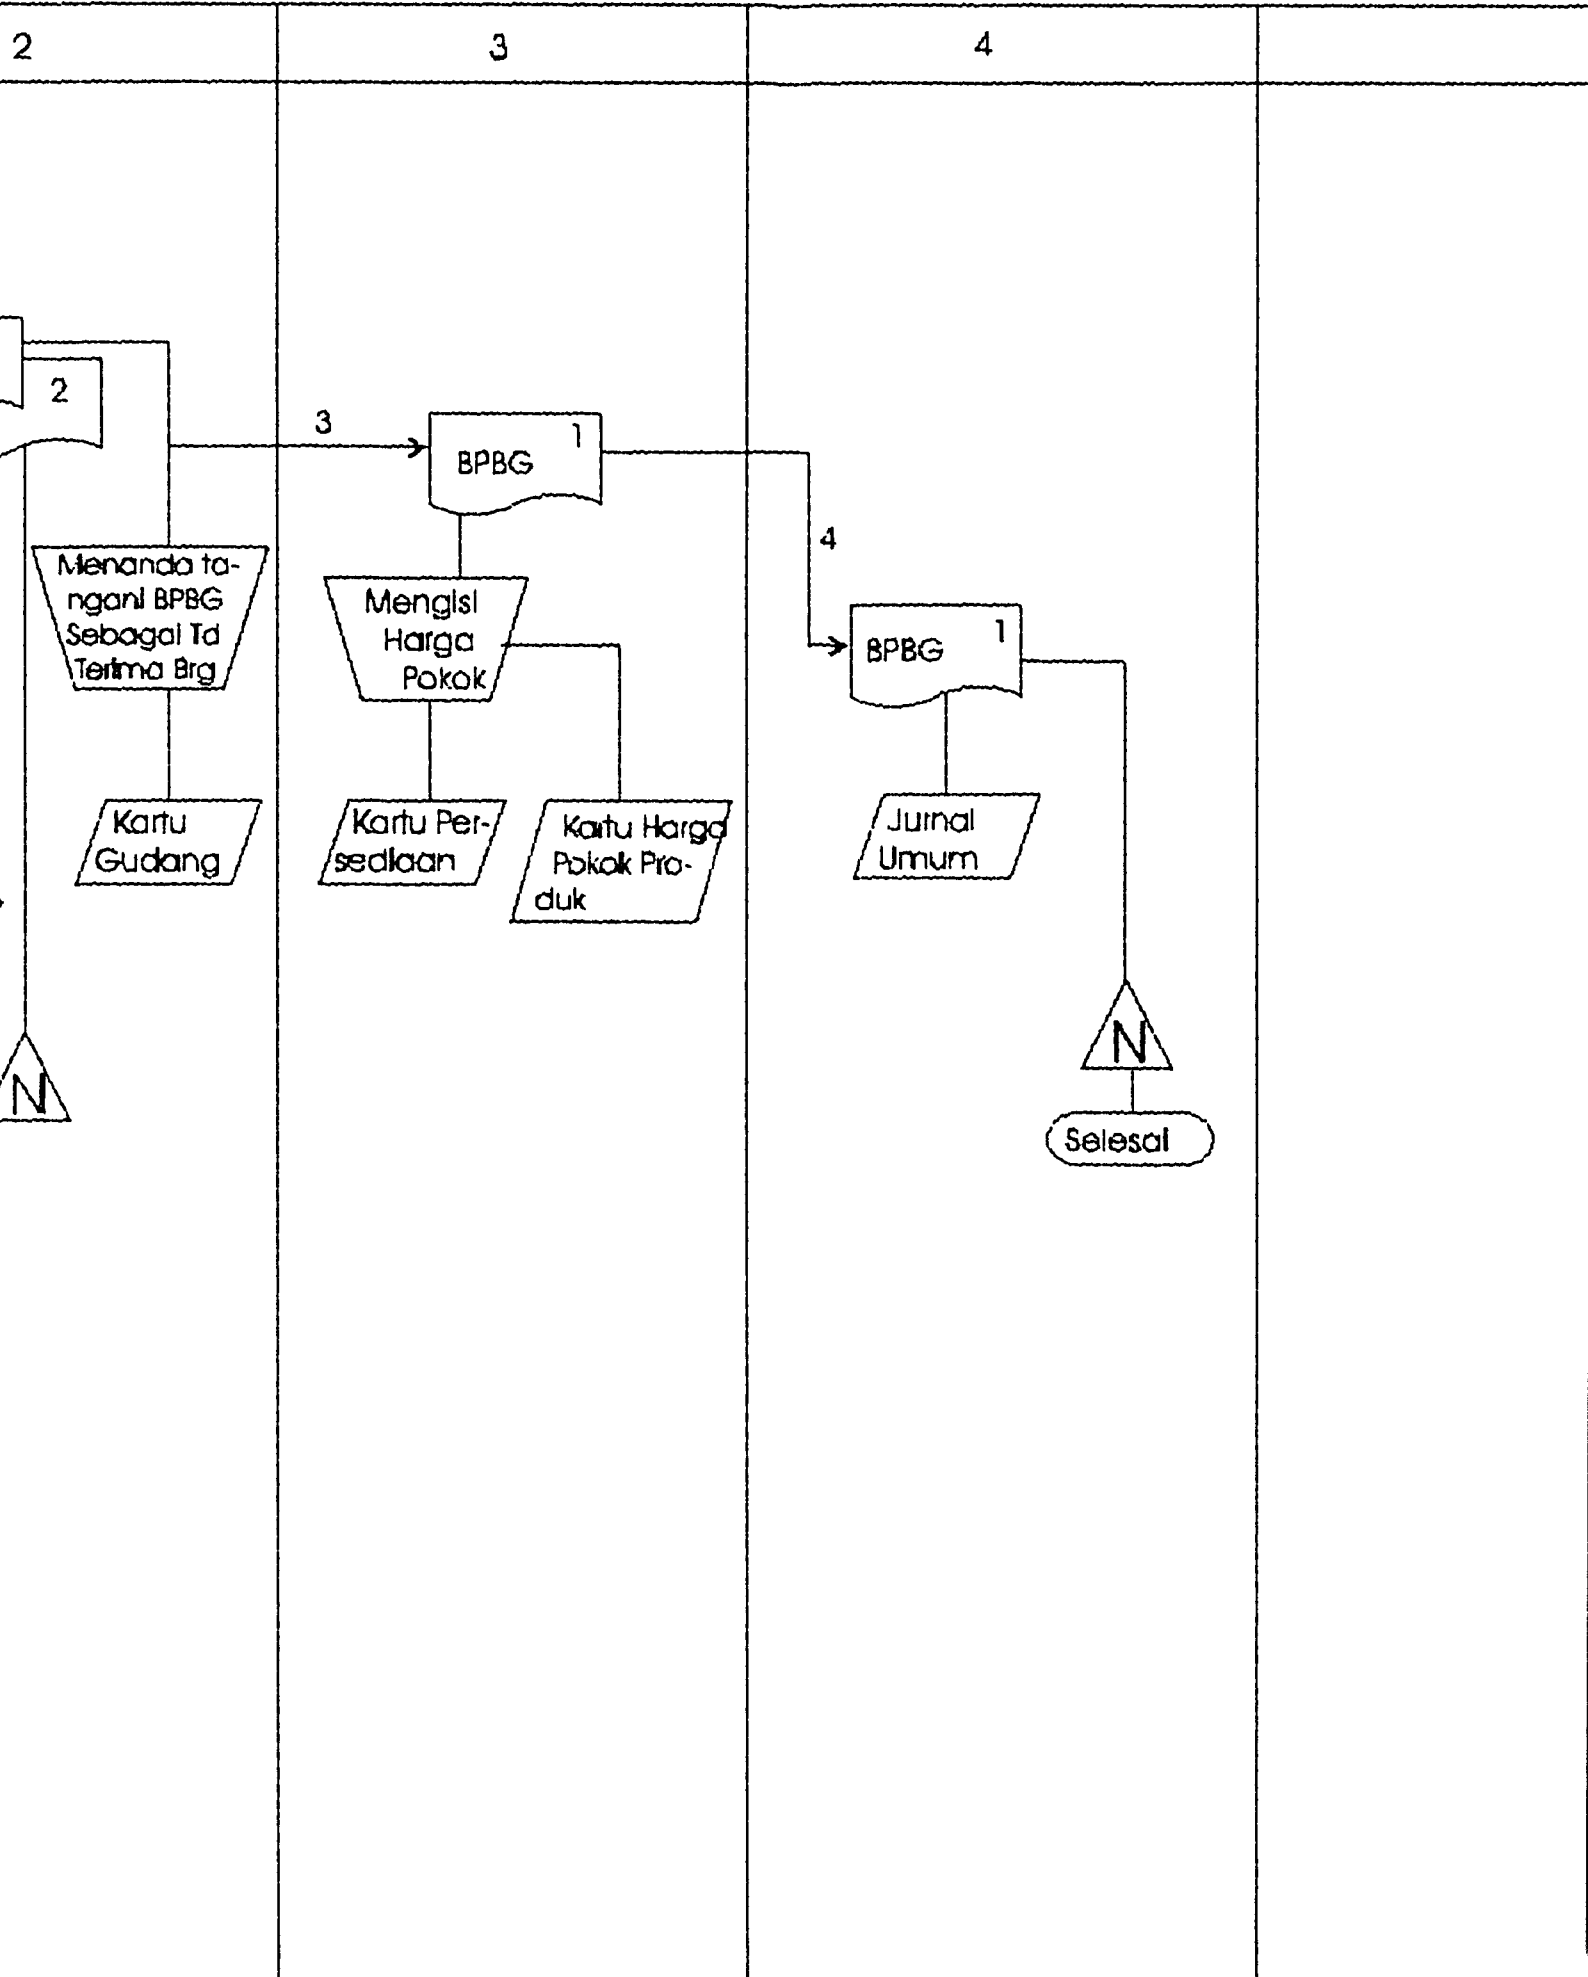 2
3
4
2
3
BPBG
1
4
Menanda ta-
ngani BPBG
Sebagai Td
Terima Brg
Mengisi
Harga
Pokok
BPBG
1
Kartu
Gudang
Kartu Per-
sediaan
Kartu Harga
Pokok Pro-
duk
Jurnal
Umum
N
N
Selesai